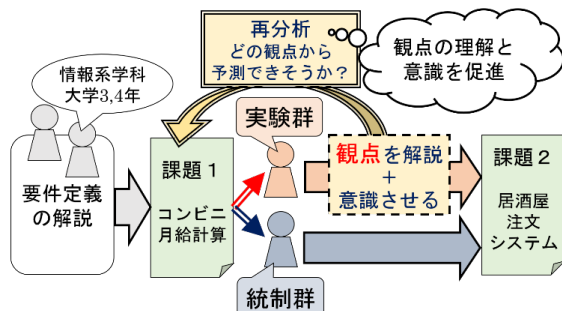 再分析
どの観点から
予測できそうか？
観点の理解と
意識を促進
情報系学科
大学3,4年
要件定義
の解説
課題１
コンビニ
月給計算
実験群
統制群
観点を解説
+
意識させる
課題２
居酒屋
注文
システム